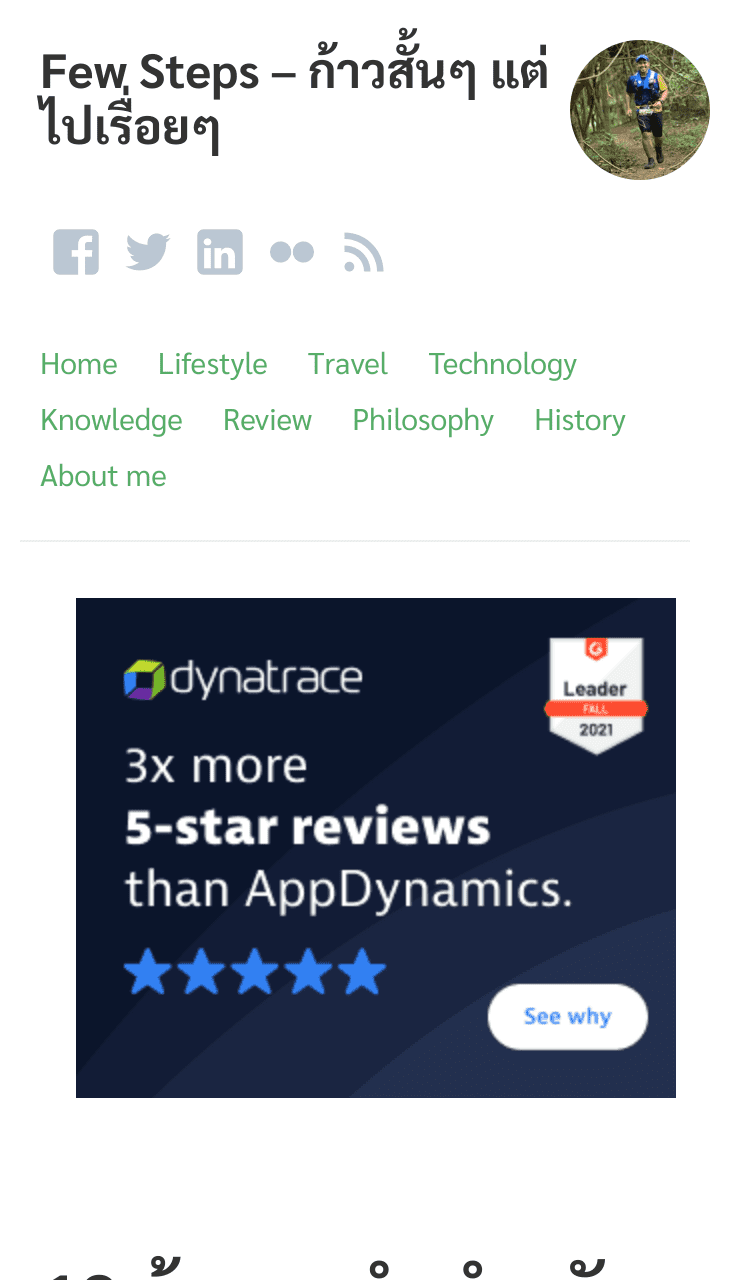 Few Steps – ก้าวสั้นๆ แต่
ไปเรื่อยๆ
Home Lifestyle Travel Technology
Knowledge Review Philosophy History
About me
dynatrace
Leader
FALL
2021
3x more
5-star reviews
than AppDynamics.
See why